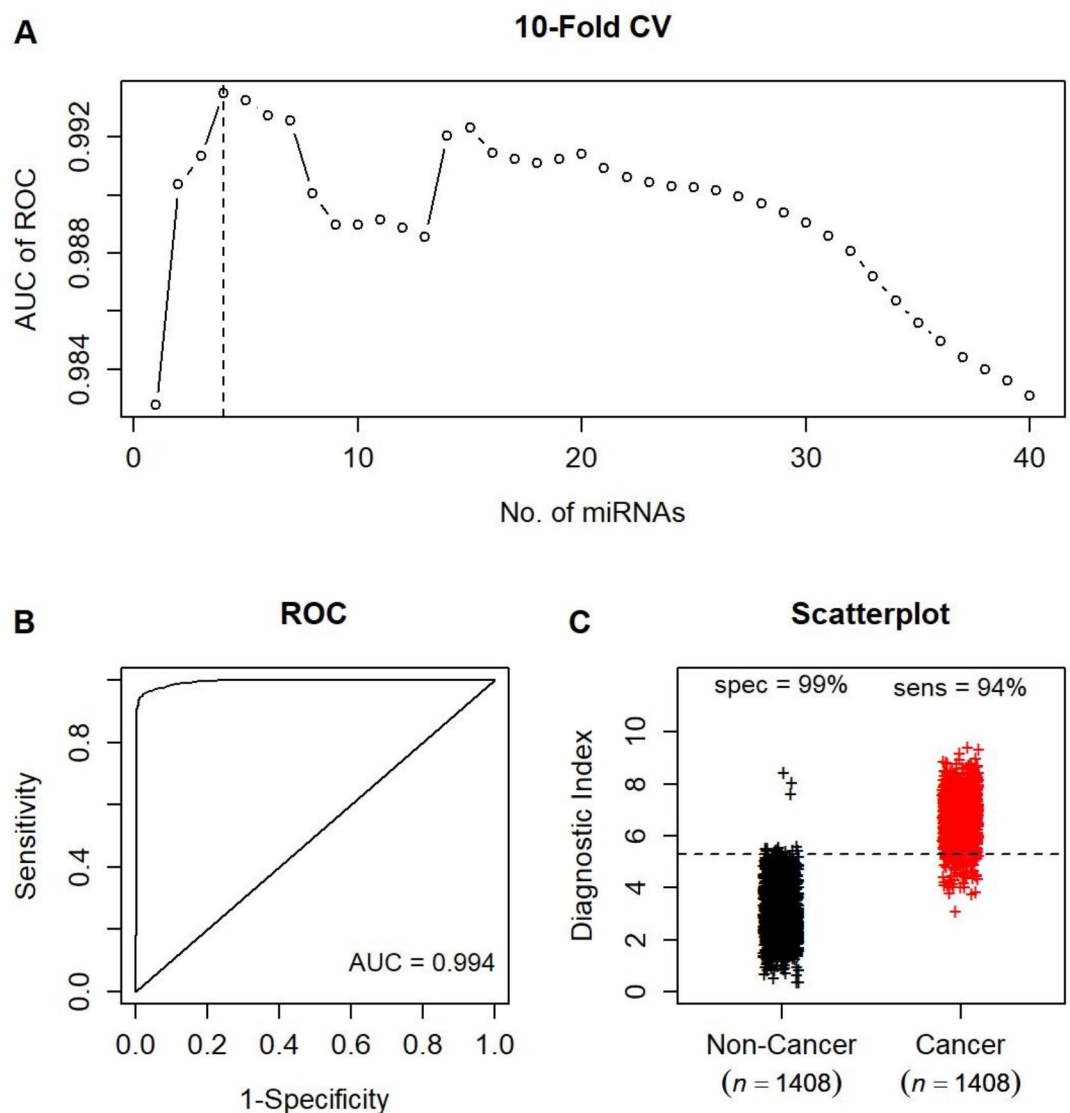 A
10-Fold CV
AUC of ROC
0.992
0.988
0.984
0 10 20 30 40
No. of miRNAs
B
ROC
Sensitivity
0.8
0.4
0.0
AUC = 0.994
0.0 0.2 0.4 0.6 0.8 1.0
1-Specificity
C
Scatterplot
spec = 99% sens = 94%
Diagnostic Index
10
8
6
4
2
0
Non-Cancer Cancer
(n = 1408) (n = 1408)